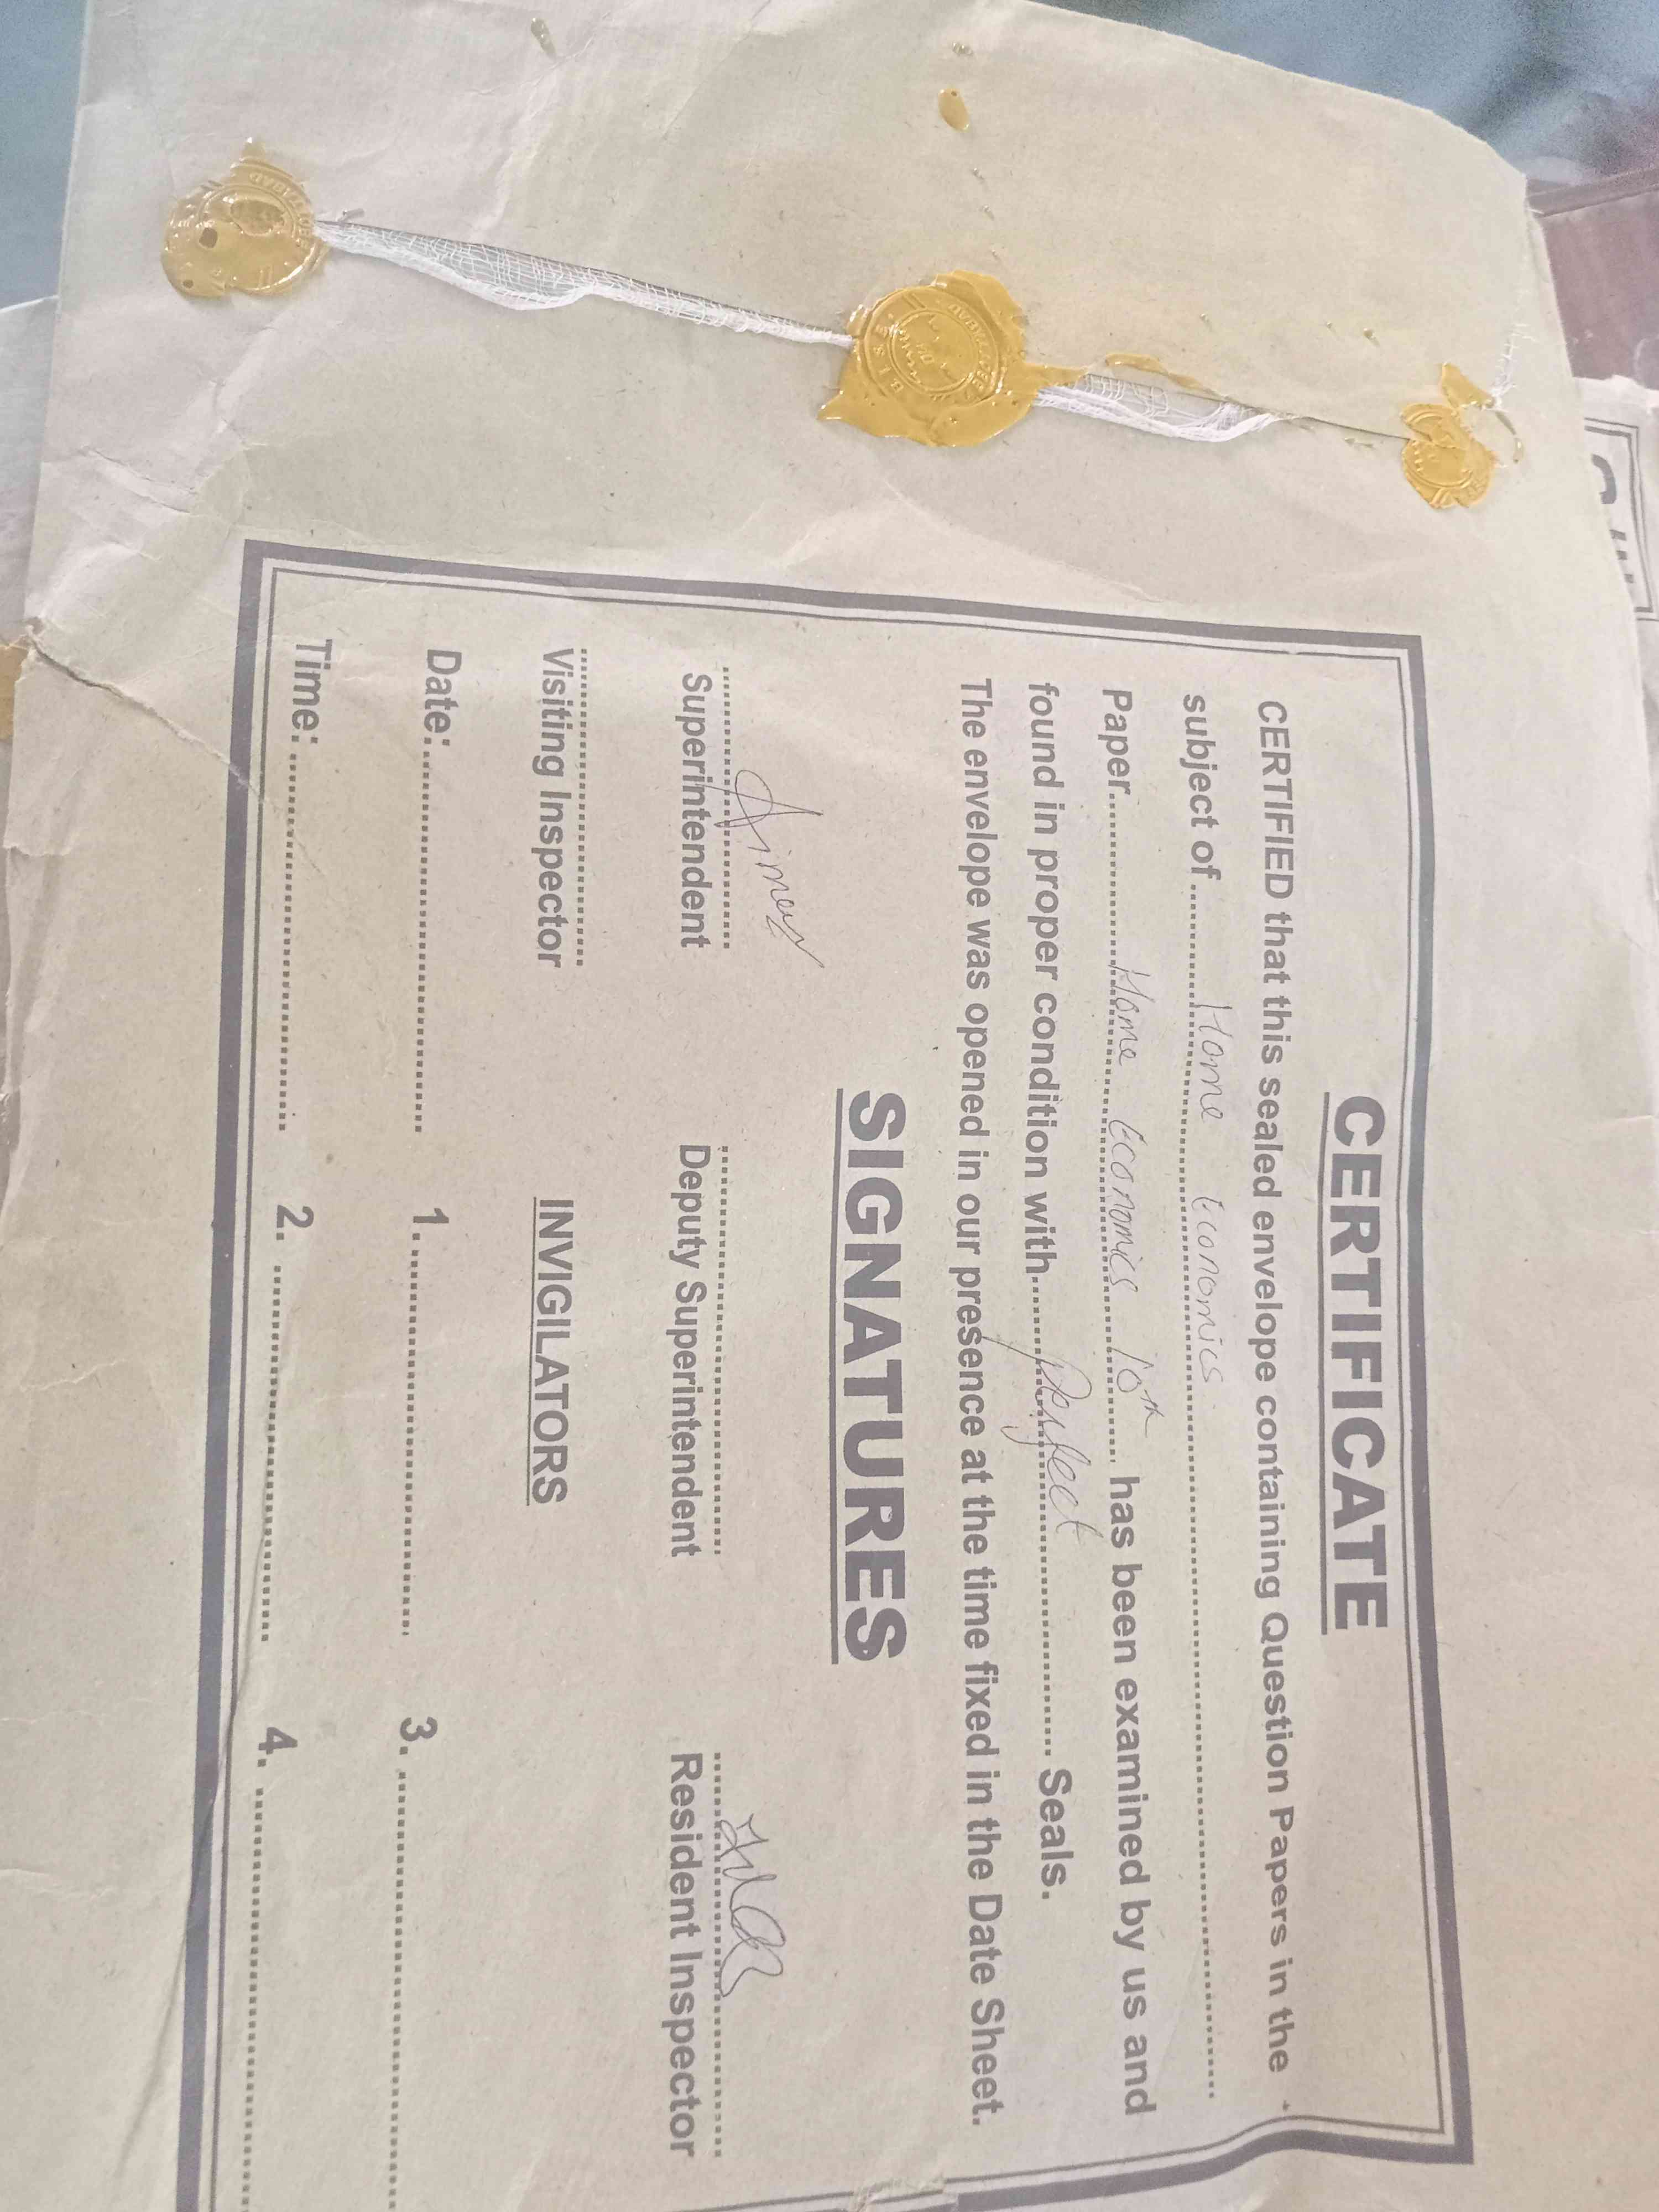 CERTIFICATE
CERTIFIED that this sealed envelope containing Question Papers in the
subject of ........ Home Economics ........
Paper........ Home Economics 10th ........ has been examined by us and
found in proper condition with........ Perfect ........ Seals.
The envelope was opened in our presence at the time fixed in the Date Sheet.
SIGNATURES
Superintendent Deputy Superintendent Resident Inspector
Visiting Inspector INVIGILATORS
Date:........ 1......... 3. ........
Time: ........ 2. ........ 4. ........